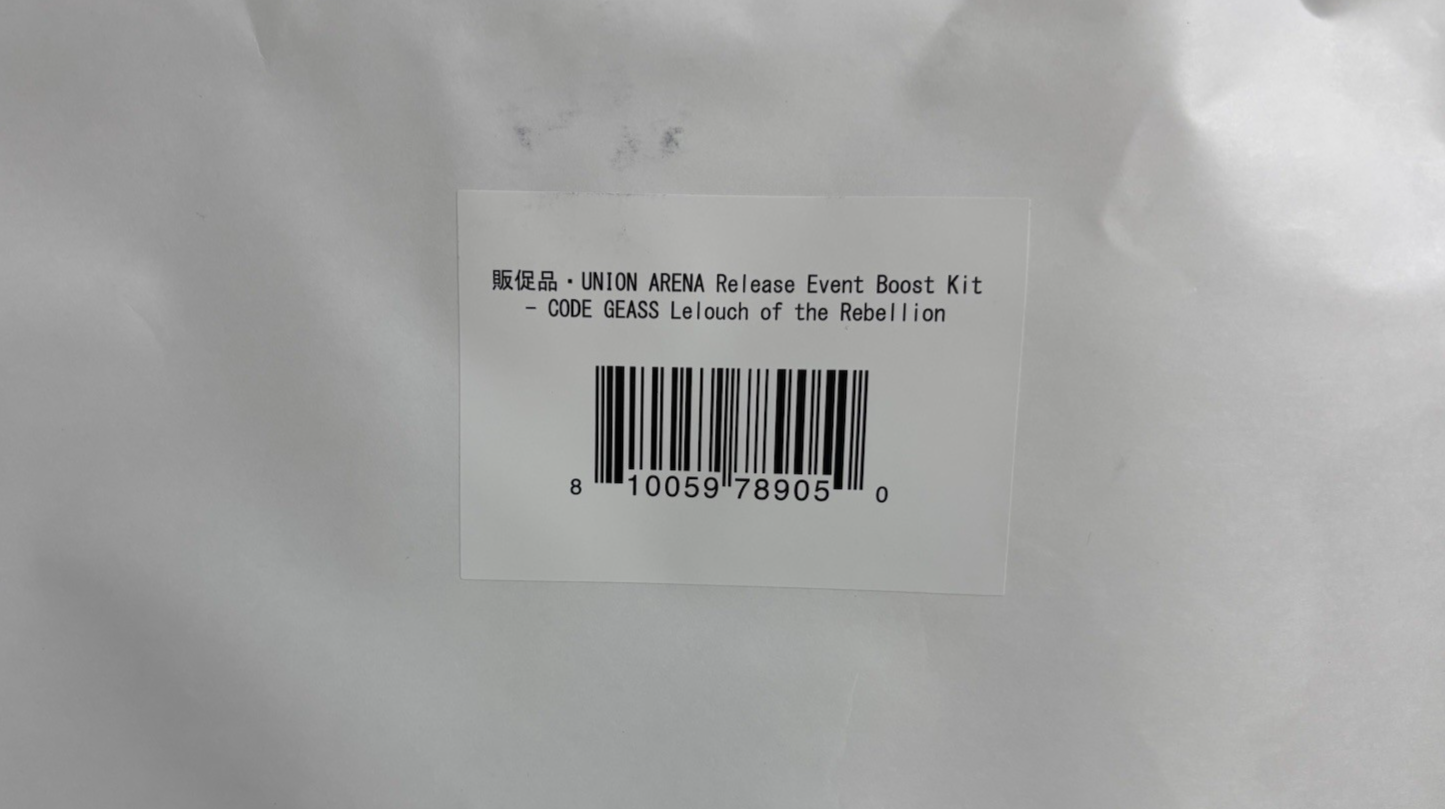 販促品・UNION ARENA Release Event Boost Kit
- CODE GEASS Lelouch of the Rebellion
8 10059 78905 0